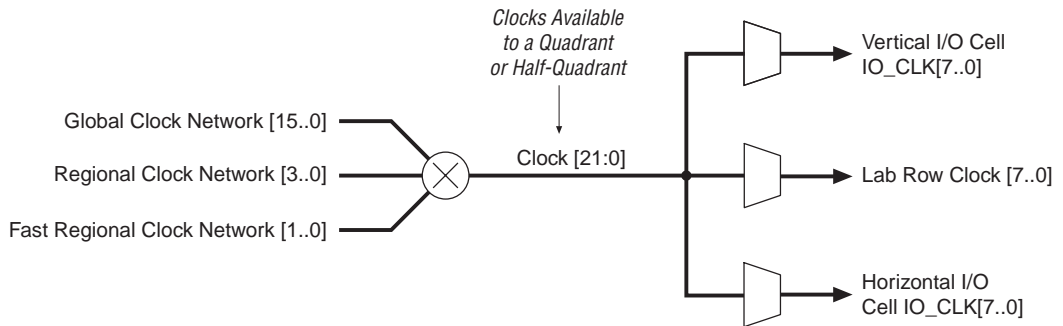 Clocks Available
to a Quadrant
or Half-Quadrant
Vertical I/O Cell
IO_CLK[7..0]
Global Clock Network [15..0]
Clock [21:0]
Regional Clock Network [3..0]
Lab Row Clock [7..0]
Fast Regional Clock Network [1..0]
Horizontal I/O
Cell IO_CLK[7..0]